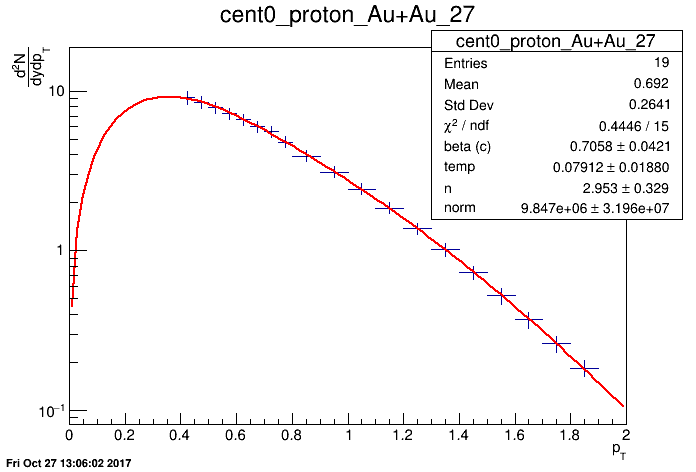 cent0_proton_Au+Au_27
d²N
dydp_T
cent0_proton_Au+Au_27
Entries 19
Mean 0.692
Std Dev 0.2641
χ² / ndf 0.4446 / 15
beta (c) 0.7058 ± 0.0421
temp 0.07912 ± 0.01880
n 2.953 ± 0.329
norm 9.847e+06 ± 3.196e+07
10
1
10⁻¹
0 0.2 0.4 0.6 0.8 1 1.2 1.4 1.6 1.8 2
p_T
Fri Oct 27 13:06:02 2017